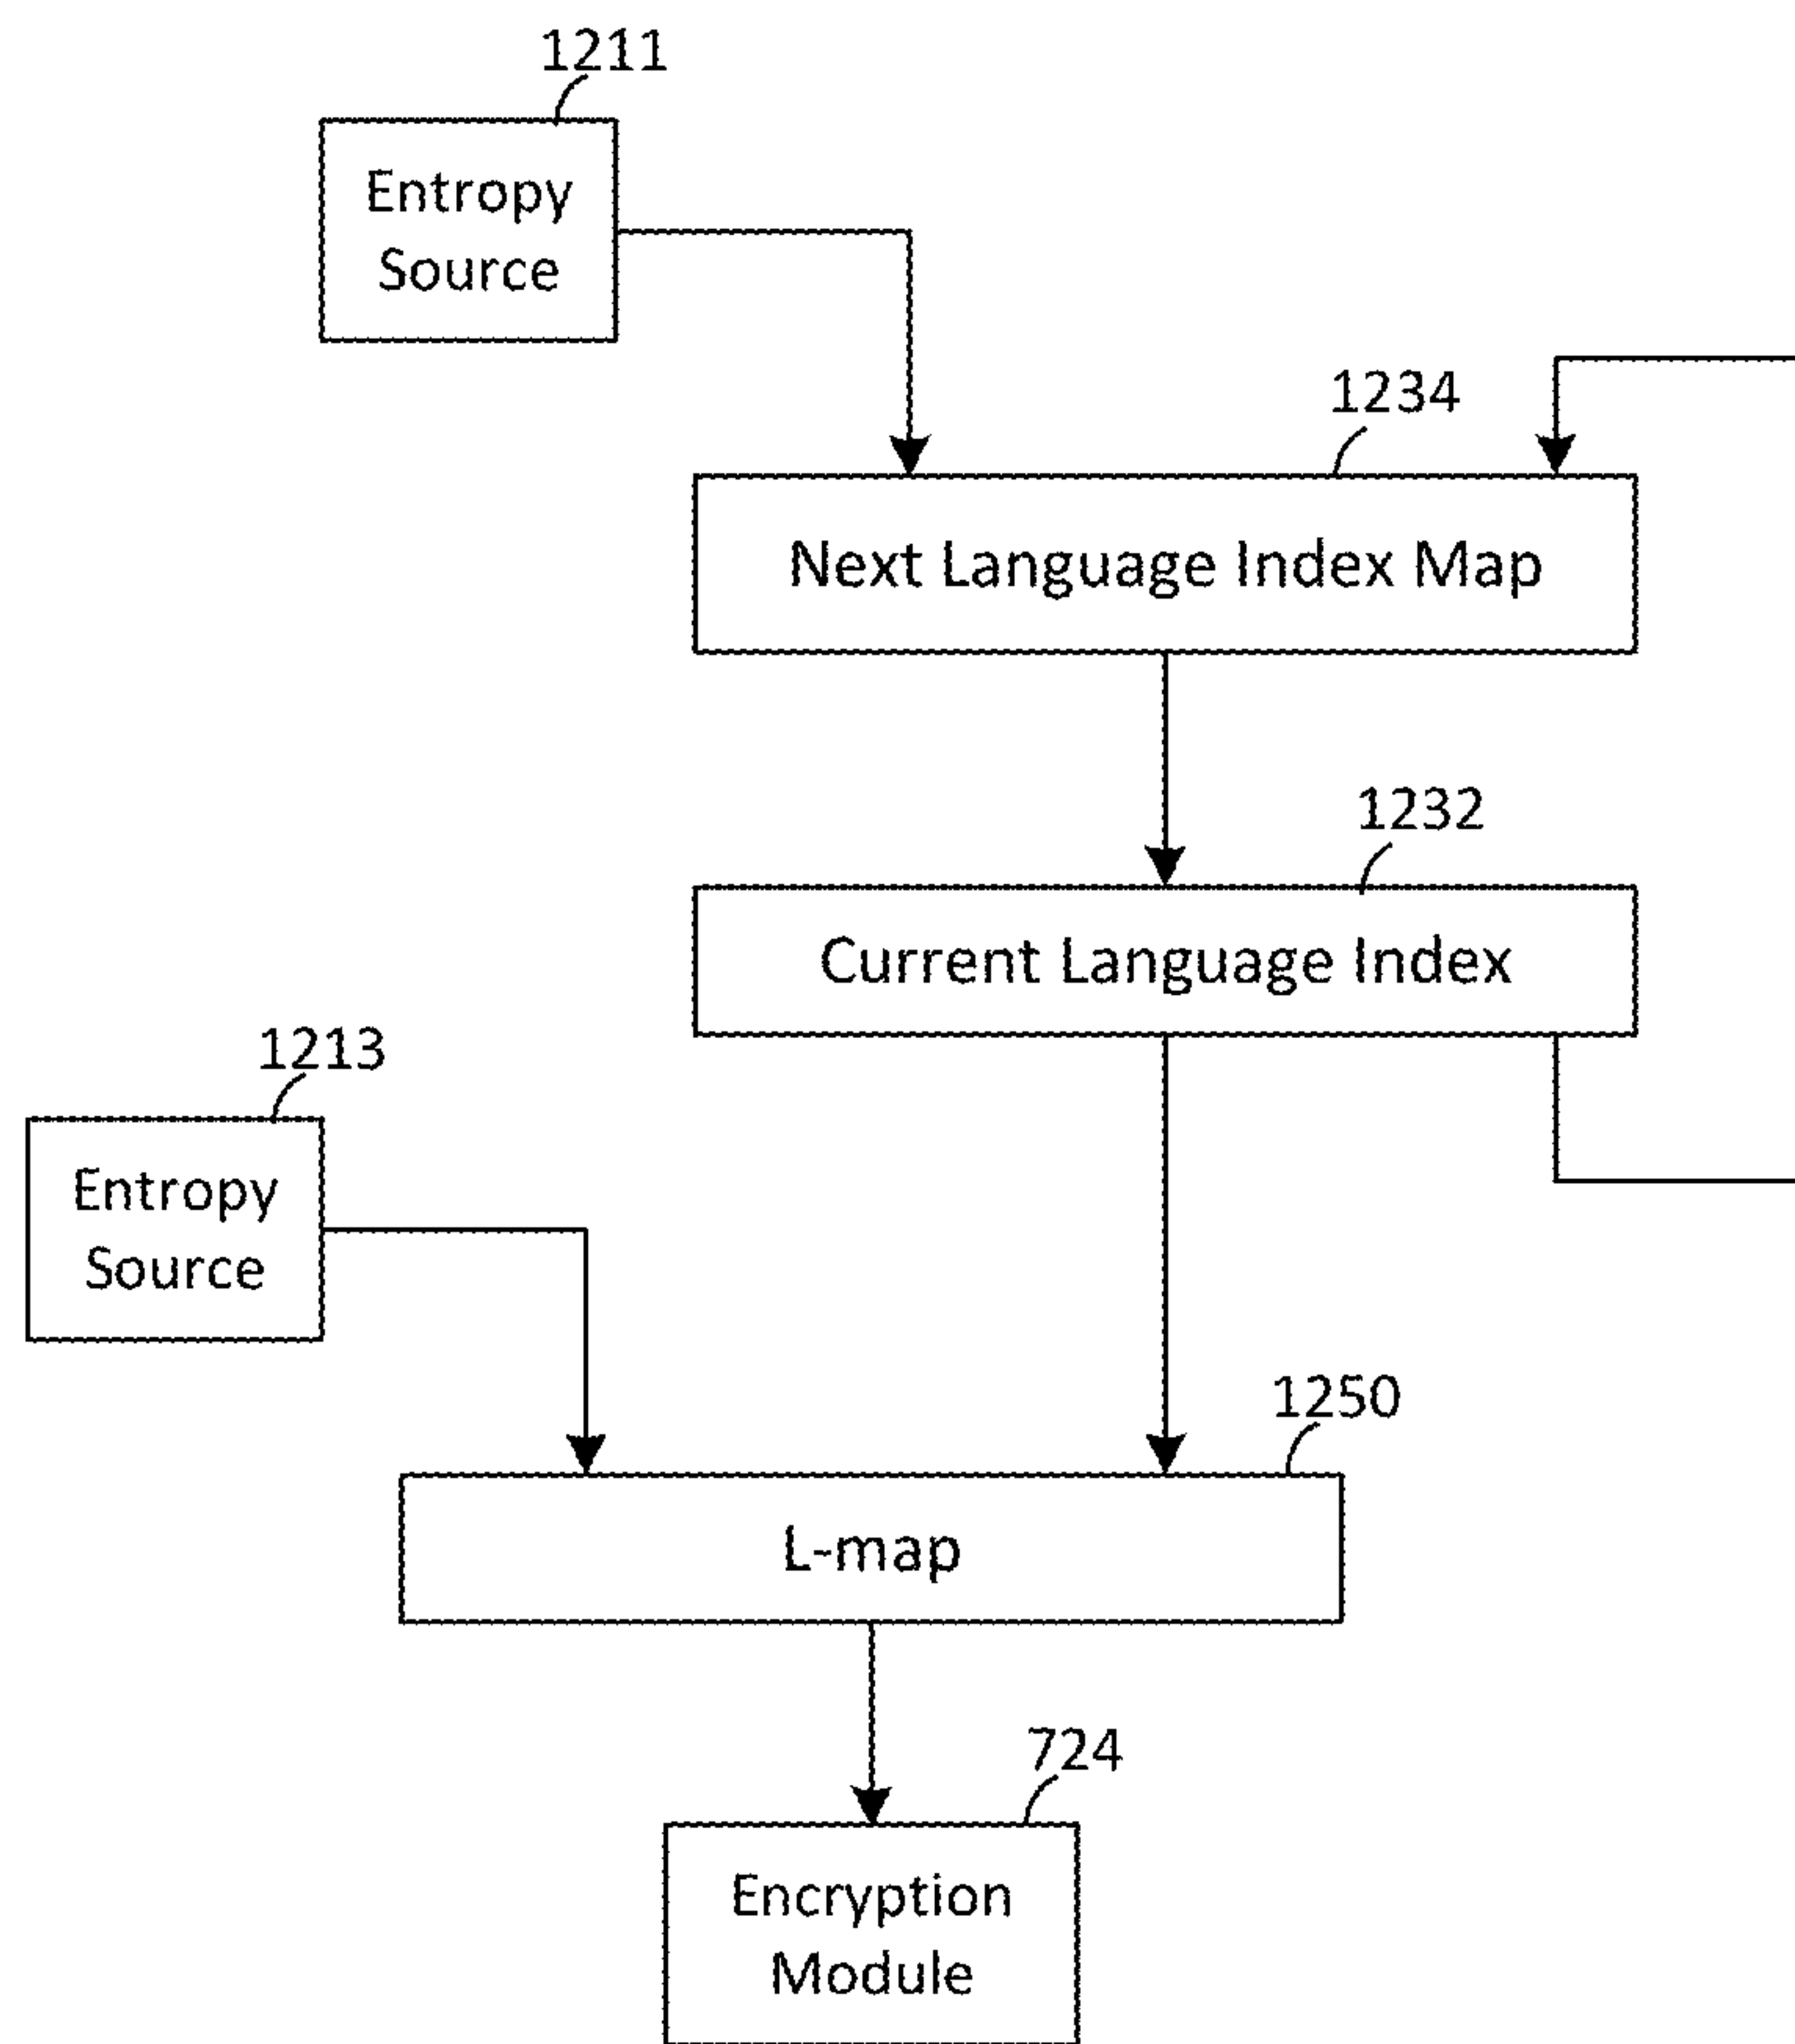 1211
Entropy
Source
1234
Next Language Index Map
1232
Current Language Index
1213
Entropy
Source
1250
L-map
724
Encryption
Module